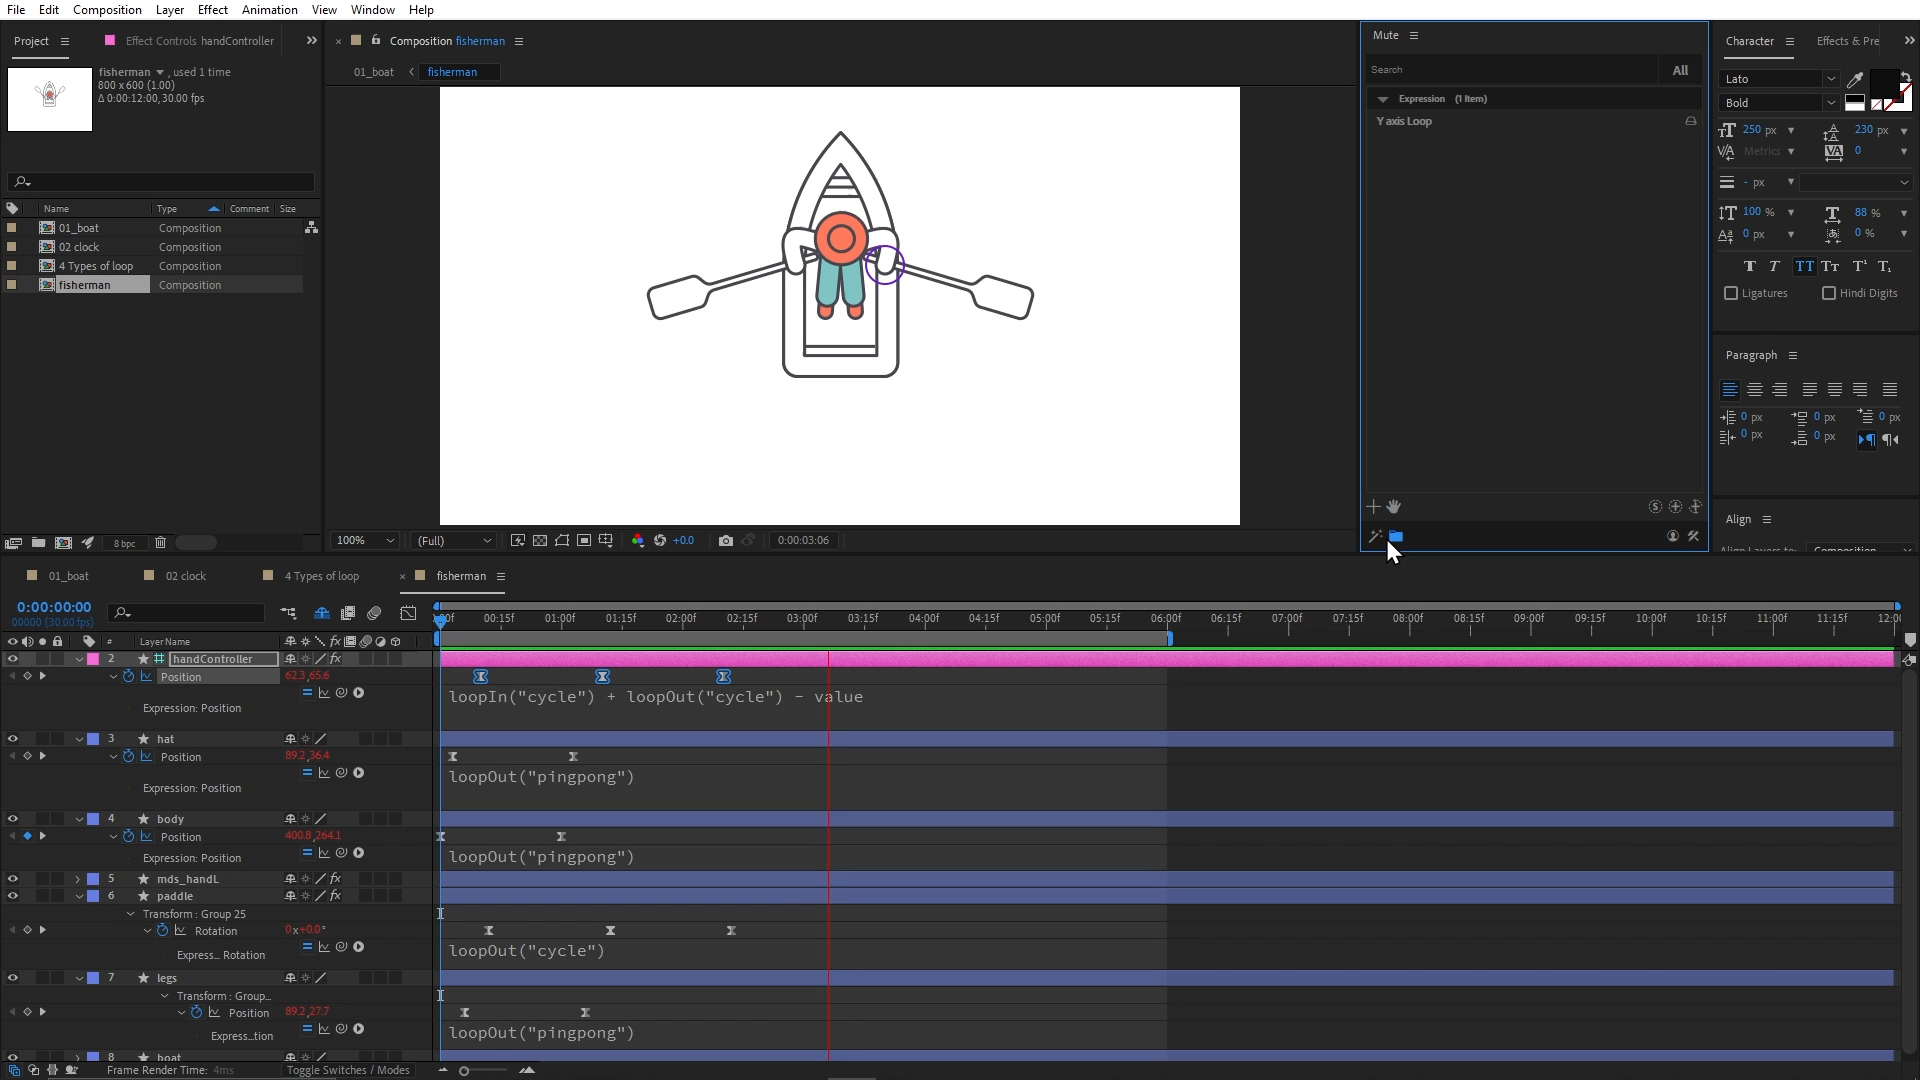 File Edit Composition Layer Effect Animation View Window Help
Project
Effect Controls handController
Composition fisherman
Mute
Character
Effects & Pre
01_boat
fisherman
fisherman , used 1 time
800 x 600 (1.00)
Δ 0:00:12:00, 30.00 fps
Search
All
Expression (1 Item)
Y axis Loop
Lato
Bold
250 px
230 px
Metrics
0
- px
100 %
88 %
0 px
0 %
Ligatures
Hindi Digits
Paragraph
0 px
0 px
0 px
0 px
0 px
Align
Align Layers to:
Composition
Name Type Comment Size
01_boat Composition
02 clock Composition
4 Types of loop Composition
fisherman Composition
8 bpc
100%
(Full)
+0.0
0:00:03:06
01_boat
02 clock
4 Types of loop
fisherman
0:00:00:00
00000 (30.00 fps)
00f 00:15f 01:00f 01:15f 02:00f 02:15f 03:00f 03:15f 04:00f 04:15f 05:00f 05:15f 06:00f 06:15f 07:00f 07:15f 08:00f 08:15f 09:00f 09:15f 10:00f 10:15f 11:00f 11:15f 12:00
# Layer Name
2 handController
Position 62.3,65.6
Expression: Position
loopIn("cycle") + loopOut("cycle") - value
3 hat
Position 89.2,36.4
Expression: Position
loopOut("pingpong")
4 body
Position 400.8,264.1
Expression: Position
loopOut("pingpong")
5 mds_handL
6 paddle
Transform : Group 25
Rotation 0x+0.0°
Express... Rotation
loopOut("cycle")
7 legs
Transform : Group...
Position 89.2,27.7
Express...tion
loopOut("pingpong")
8 boat
Frame Render Time: 4ms
Toggle Switches / Modes